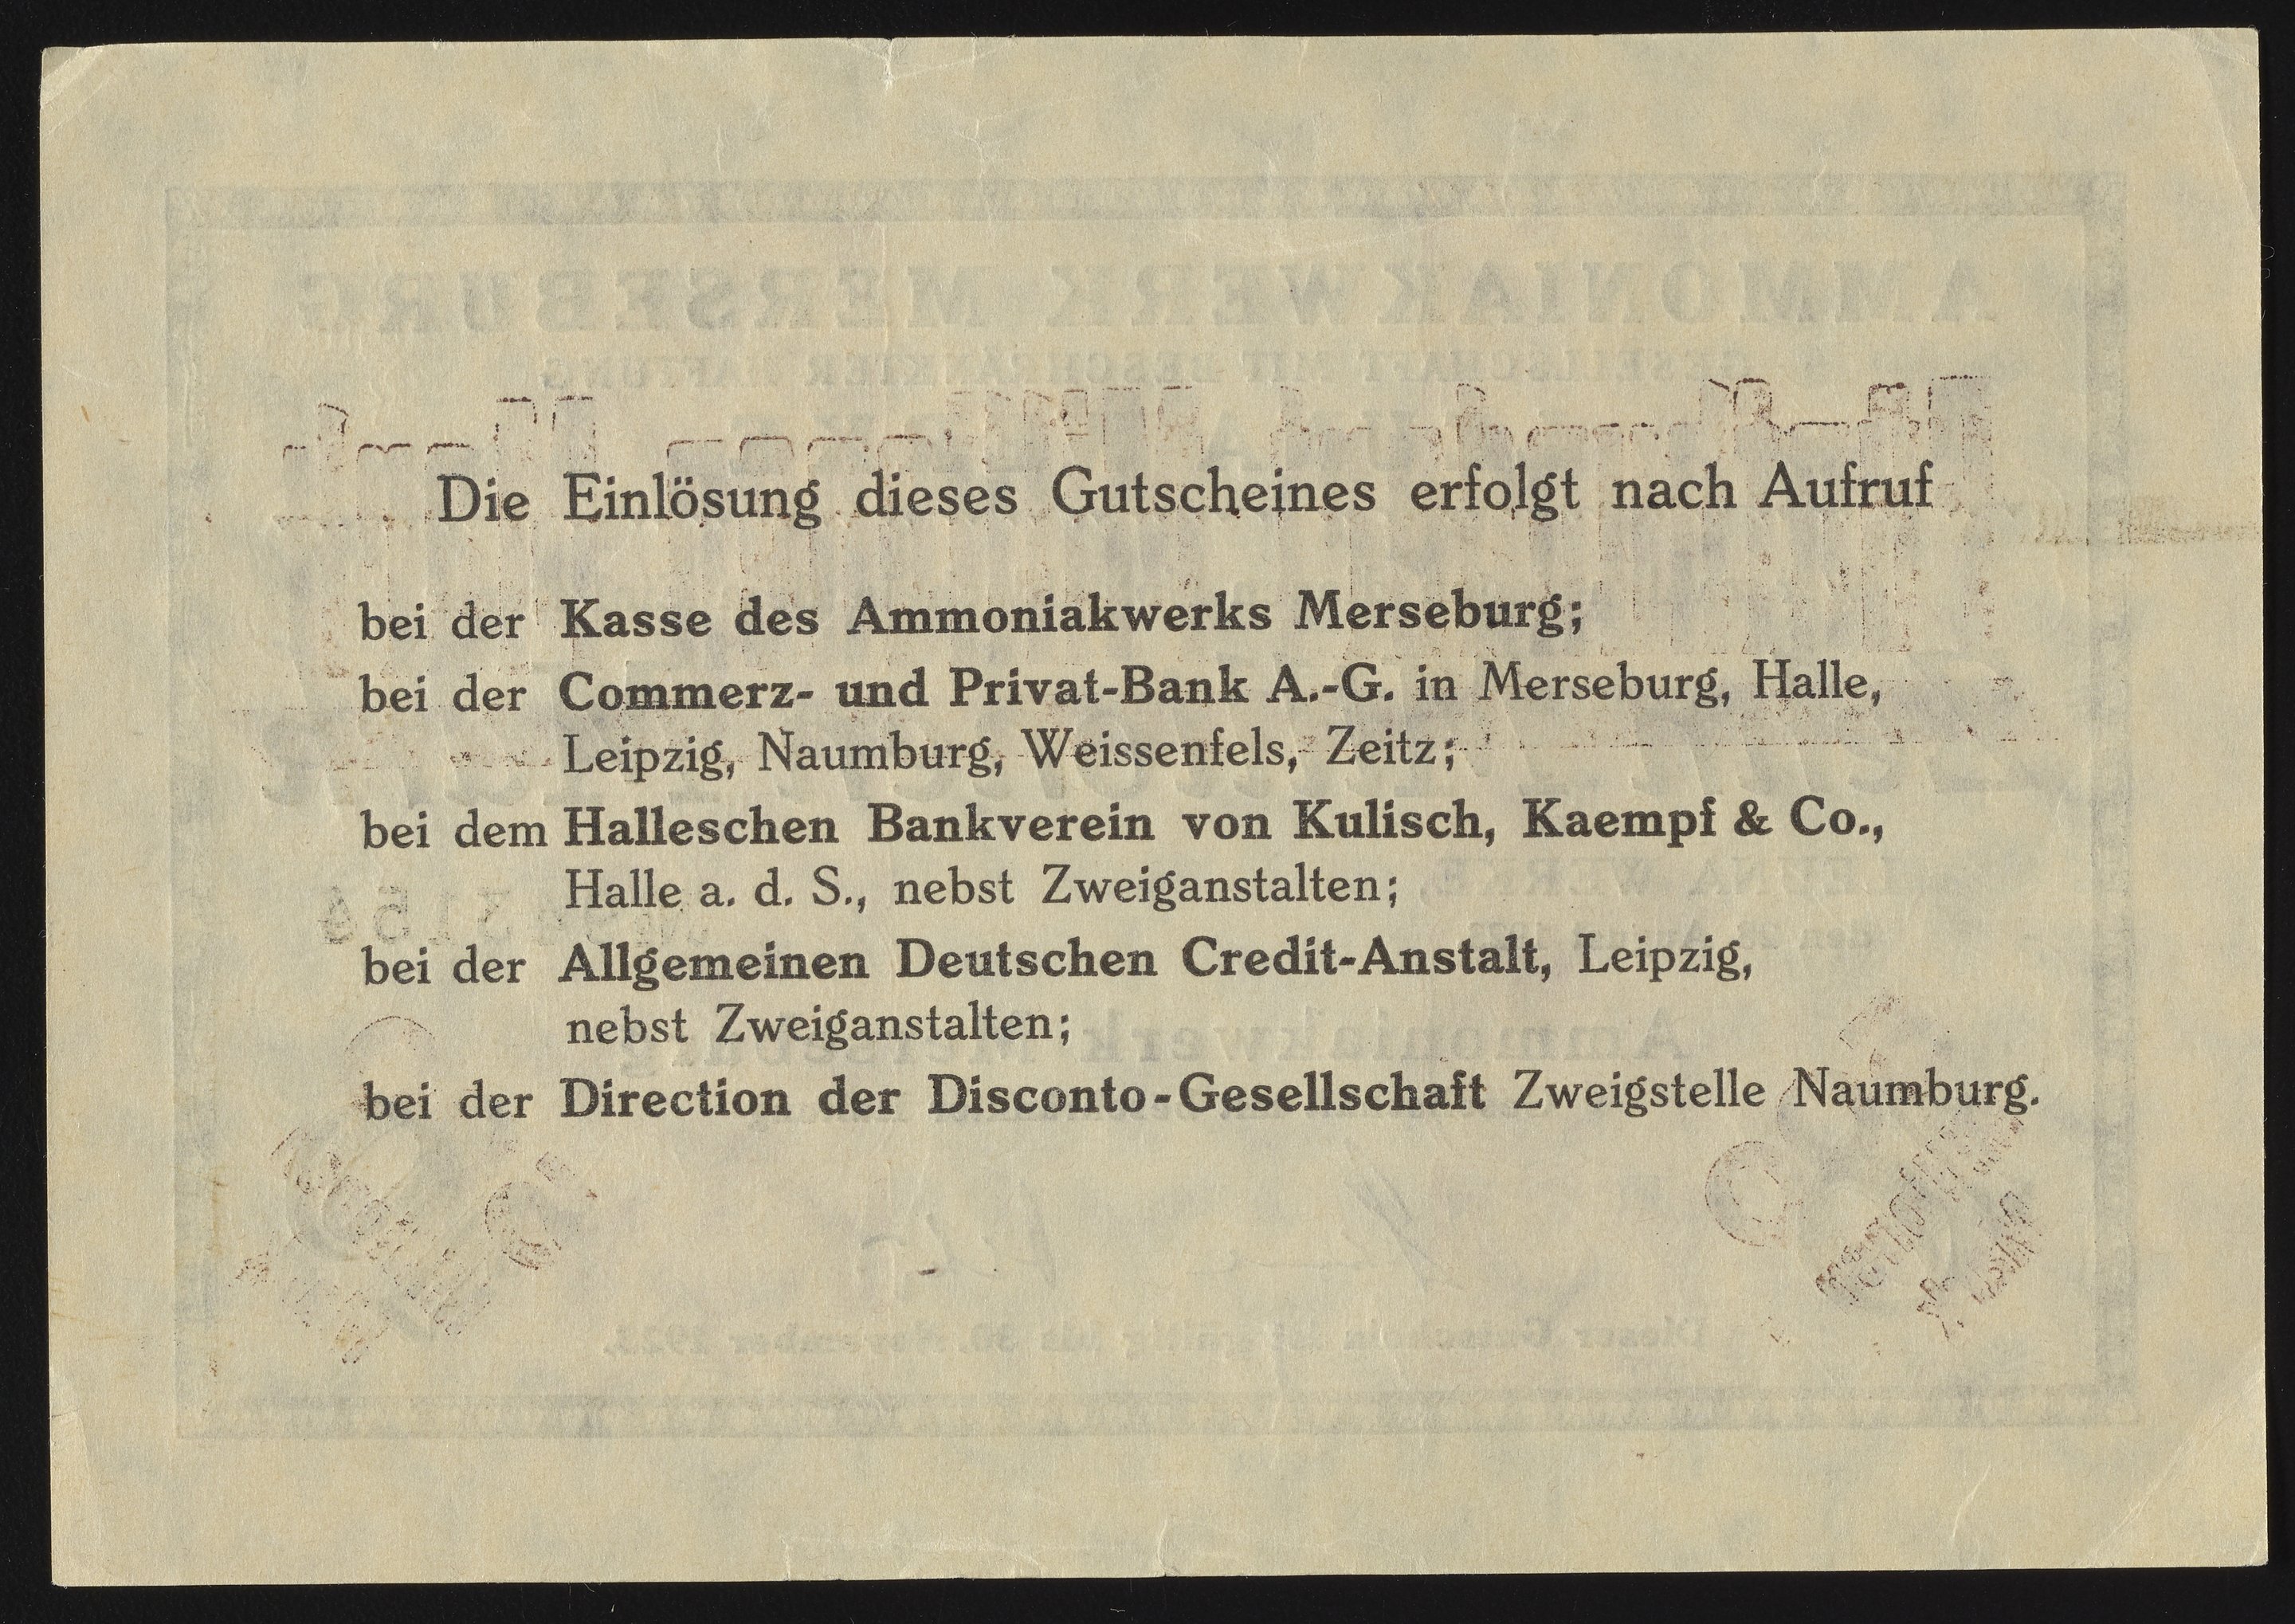 Die Einlösung dieses Gutscheines erfolgt nach Aufruf
bei der Kasse des Ammoniakwerks Merseburg;
bei der Commerz- und Privat-Bank A.-G. in Merseburg, Halle,
Leipzig, Naumburg, Weissenfels, Zeitz;
bei dem Halleschen Bankverein von Kulisch, Kaempf & Co.,
Halle a. d. S., nebst Zweiganstalten;
bei der Allgemeinen Deutschen Credit-Anstalt, Leipzig,
nebst Zweiganstalten;
bei der Direction der Disconto-Gesellschaft Zweigstelle Naumburg.